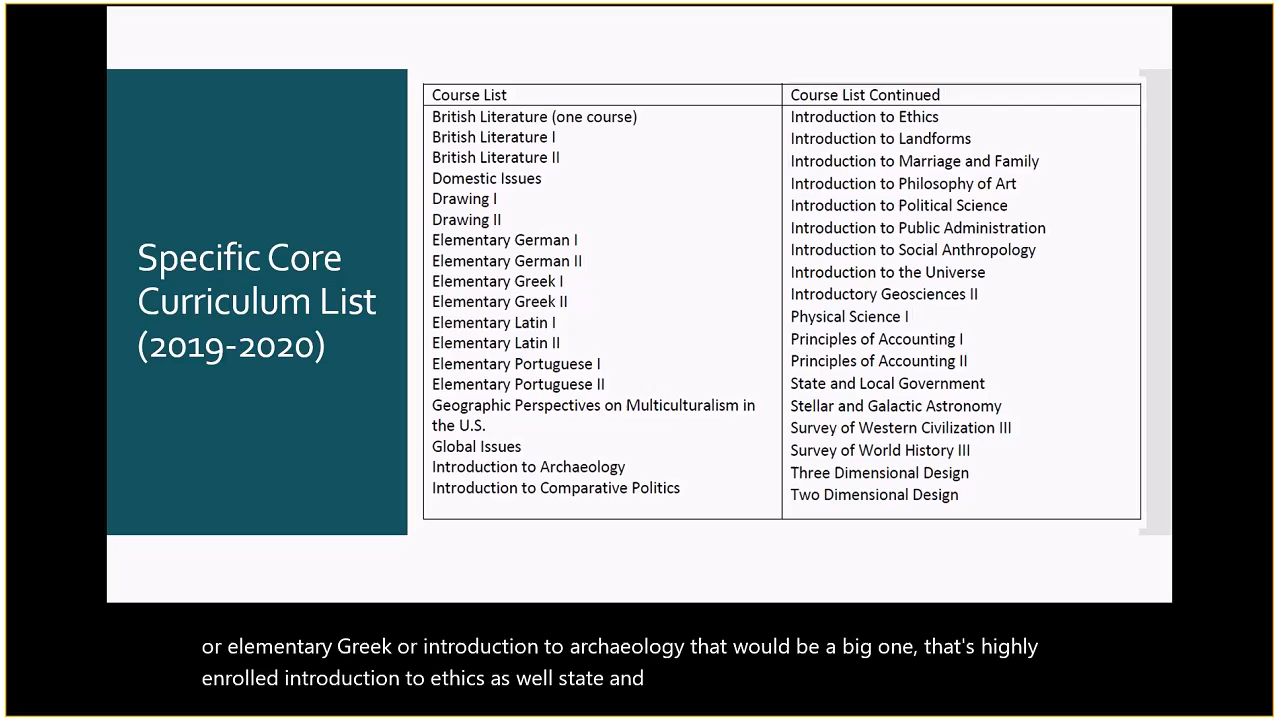 Specific Core
Curriculum List
(2019-2020)
Course List
British Literature (one course)
British Literature I
British Literature II
Domestic Issues
Drawing I
Drawing II
Elementary German I
Elementary German II
Elementary Greek I
Elementary Greek II
Elementary Latin I
Elementary Latin II
Elementary Portuguese I
Elementary Portuguese II
Geographic Perspectives on Multiculturalism in
the U.S.
Global Issues
Introduction to Archaeology
Introduction to Comparative Politics
Course List Continued
Introduction to Ethics
Introduction to Landforms
Introduction to Marriage and Family
Introduction to Philosophy of Art
Introduction to Political Science
Introduction to Public Administration
Introduction to Social Anthropology
Introduction to the Universe
Introductory Geosciences II
Physical Science I
Principles of Accounting I
Principles of Accounting II
State and Local Government
Stellar and Galactic Astronomy
Survey of Western Civilization III
Survey of World History III
Three Dimensional Design
Two Dimensional Design
or elementary Greek or introduction to archaeology that would be a big one, that's highly
enrolled introduction to ethics as well state and